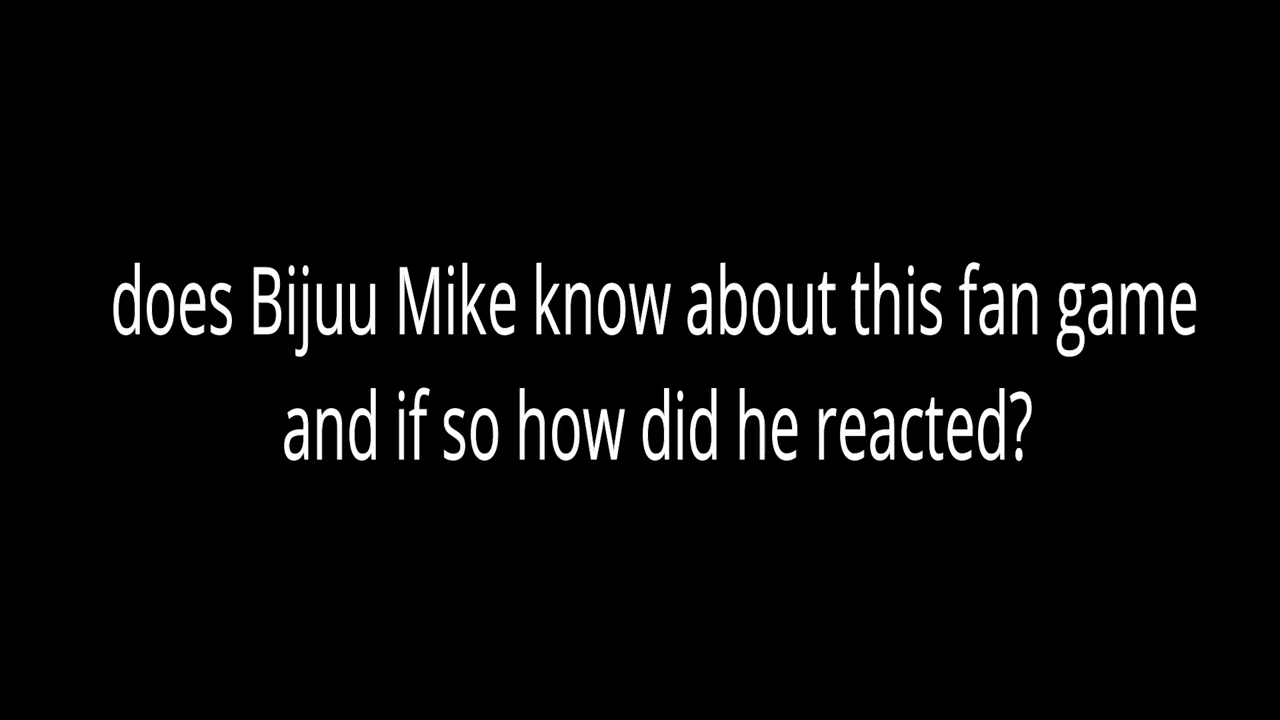 does Bijuu Mike know about this fan game
and if so how did he reacted?